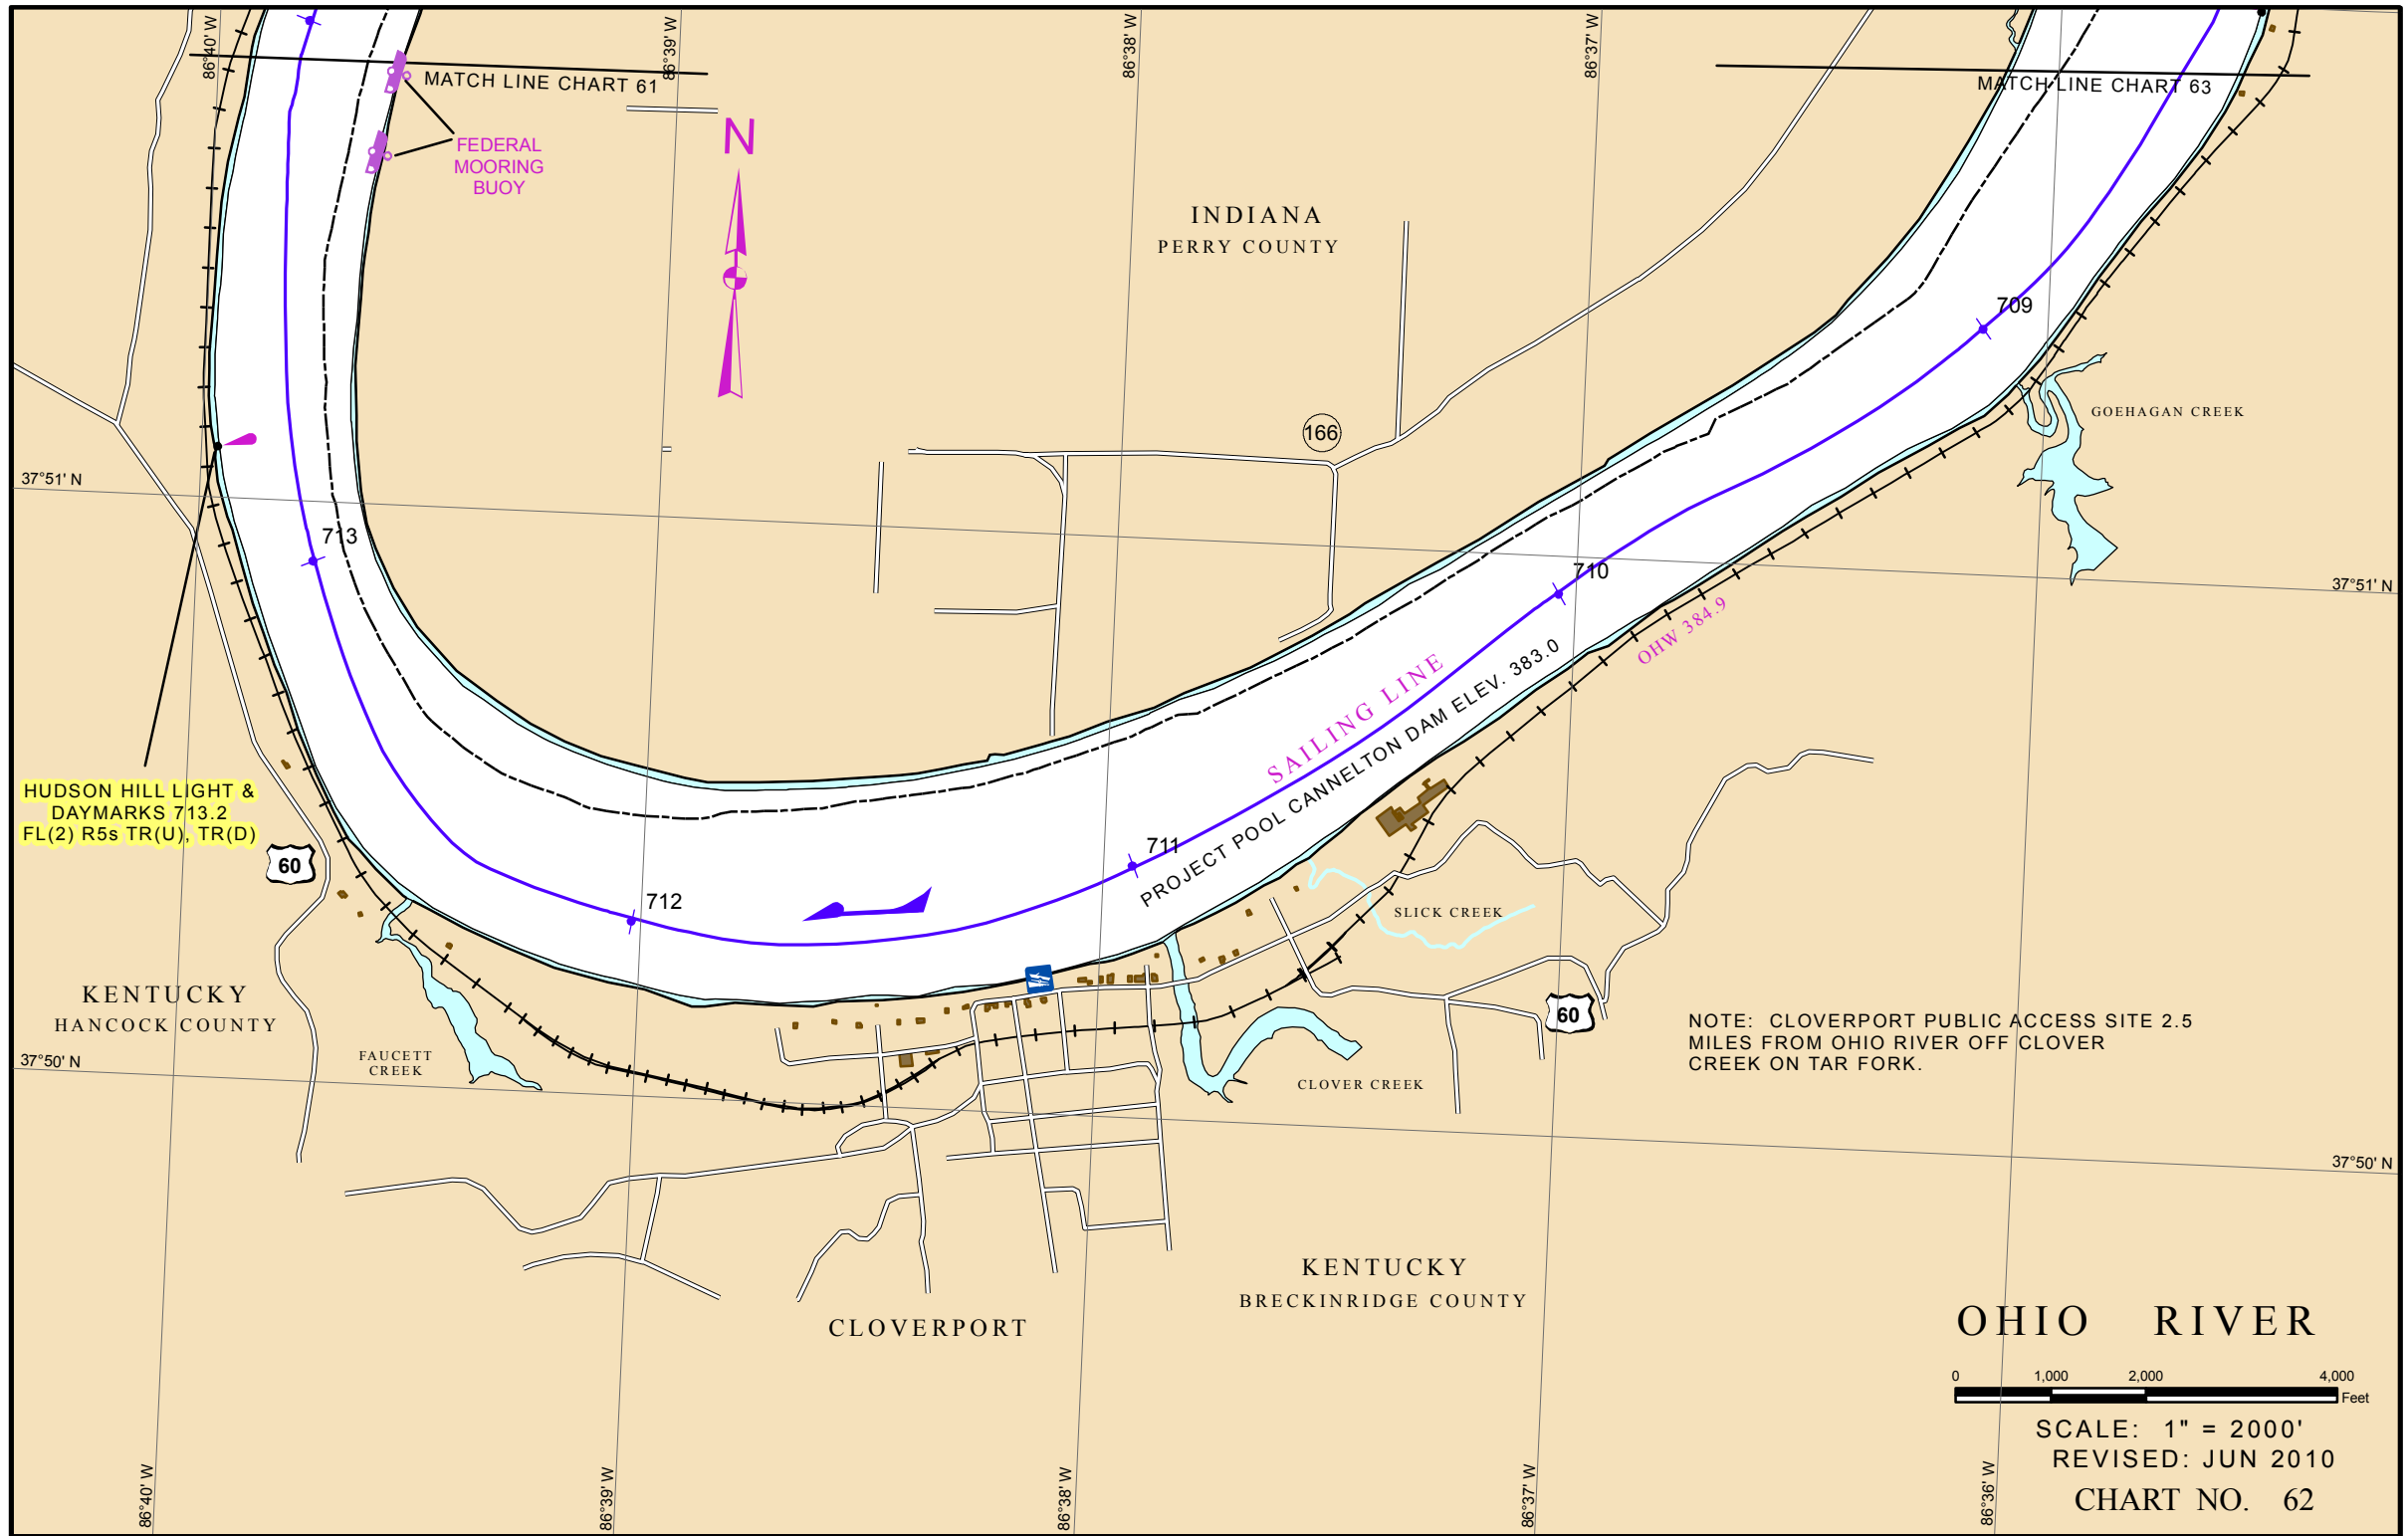 86°40' W
86°39' W
86°38' W
86°37' W
MATCH LINE CHART 61
MATCH LINE CHART 63
FEDERAL
MOORING
BUOY
N
INDIANA
PERRY COUNTY
709
GOEHAGAN CREEK
166
37°51' N
713
710
37°51' N
OHW 384.9
SAILING LINE
PROJECT POOL CANNELTON DAM ELEV. 383.0
HUDSON HILL LIGHT &
DAYMARKS 713.2
FL(2) R5s TR(U), TR(D)
60
711
712
SLICK CREEK
KENTUCKY
HANCOCK COUNTY
60
NOTE: CLOVERPORT PUBLIC ACCESS SITE 2.5
MILES FROM OHIO RIVER OFF CLOVER
CREEK ON TAR FORK.
FAUCETT
CREEK
37°50' N
CLOVER CREEK
37°50' N
KENTUCKY
BRECKINRIDGE COUNTY
CLOVERPORT
OHIO RIVER
0 1,000 2,000 4,000
Feet
SCALE: 1" = 2000'
REVISED: JUN 2010
CHART NO. 62
86°40' W
86°39' W
86°38' W
86°37' W
86°36' W